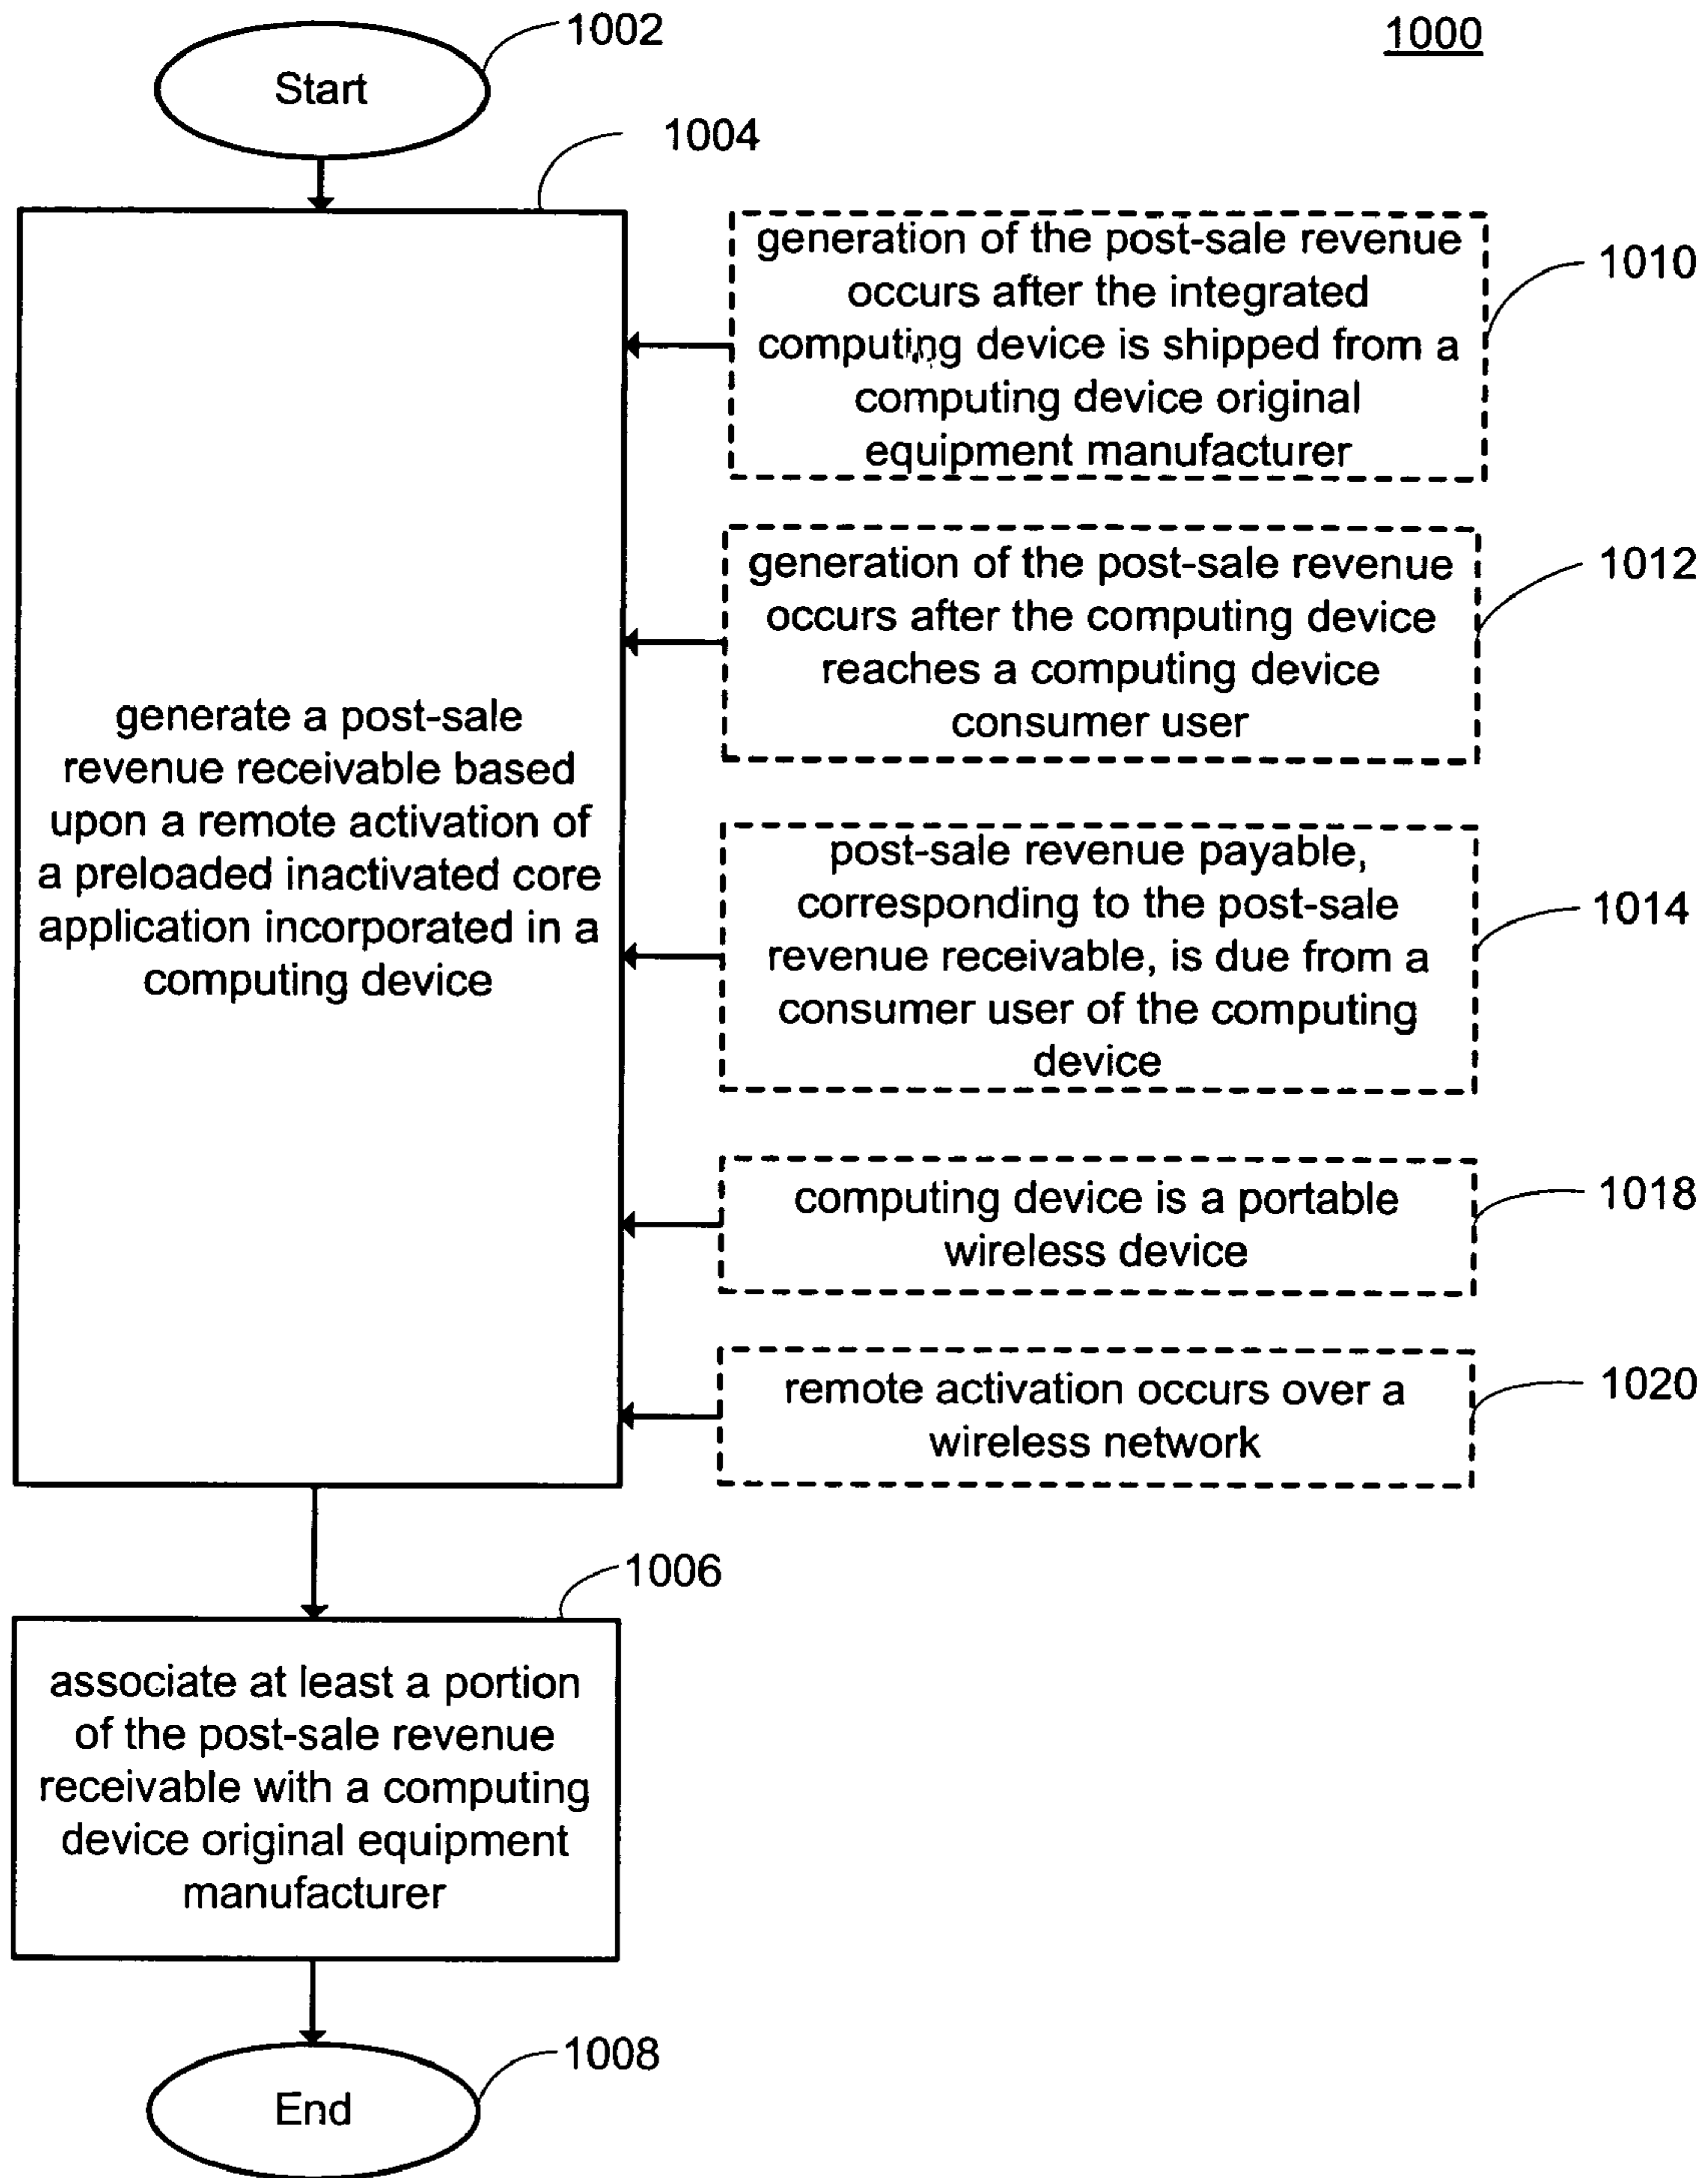 1002
1000
Start
1004
generation of the post-sale revenue
occurs after the integrated
computing device is shipped from a
computing device original
equipment manufacturer
1010
generation of the post-sale revenue
occurs after the computing device
reaches a computing device
consumer user
1012
generate a post-sale
revenue receivable based
upon a remote activation of
a preloaded inactivated core
application incorporated in a
computing device
post-sale revenue payable,
corresponding to the post-sale
revenue receivable, is due from a
consumer user of the computing
device
1014
computing device is a portable
wireless device
1018
remote activation occurs over a
wireless network
1020
1006
associate at least a portion
of the post-sale revenue
receivable with a computing
device original equipment
manufacturer
1008
End